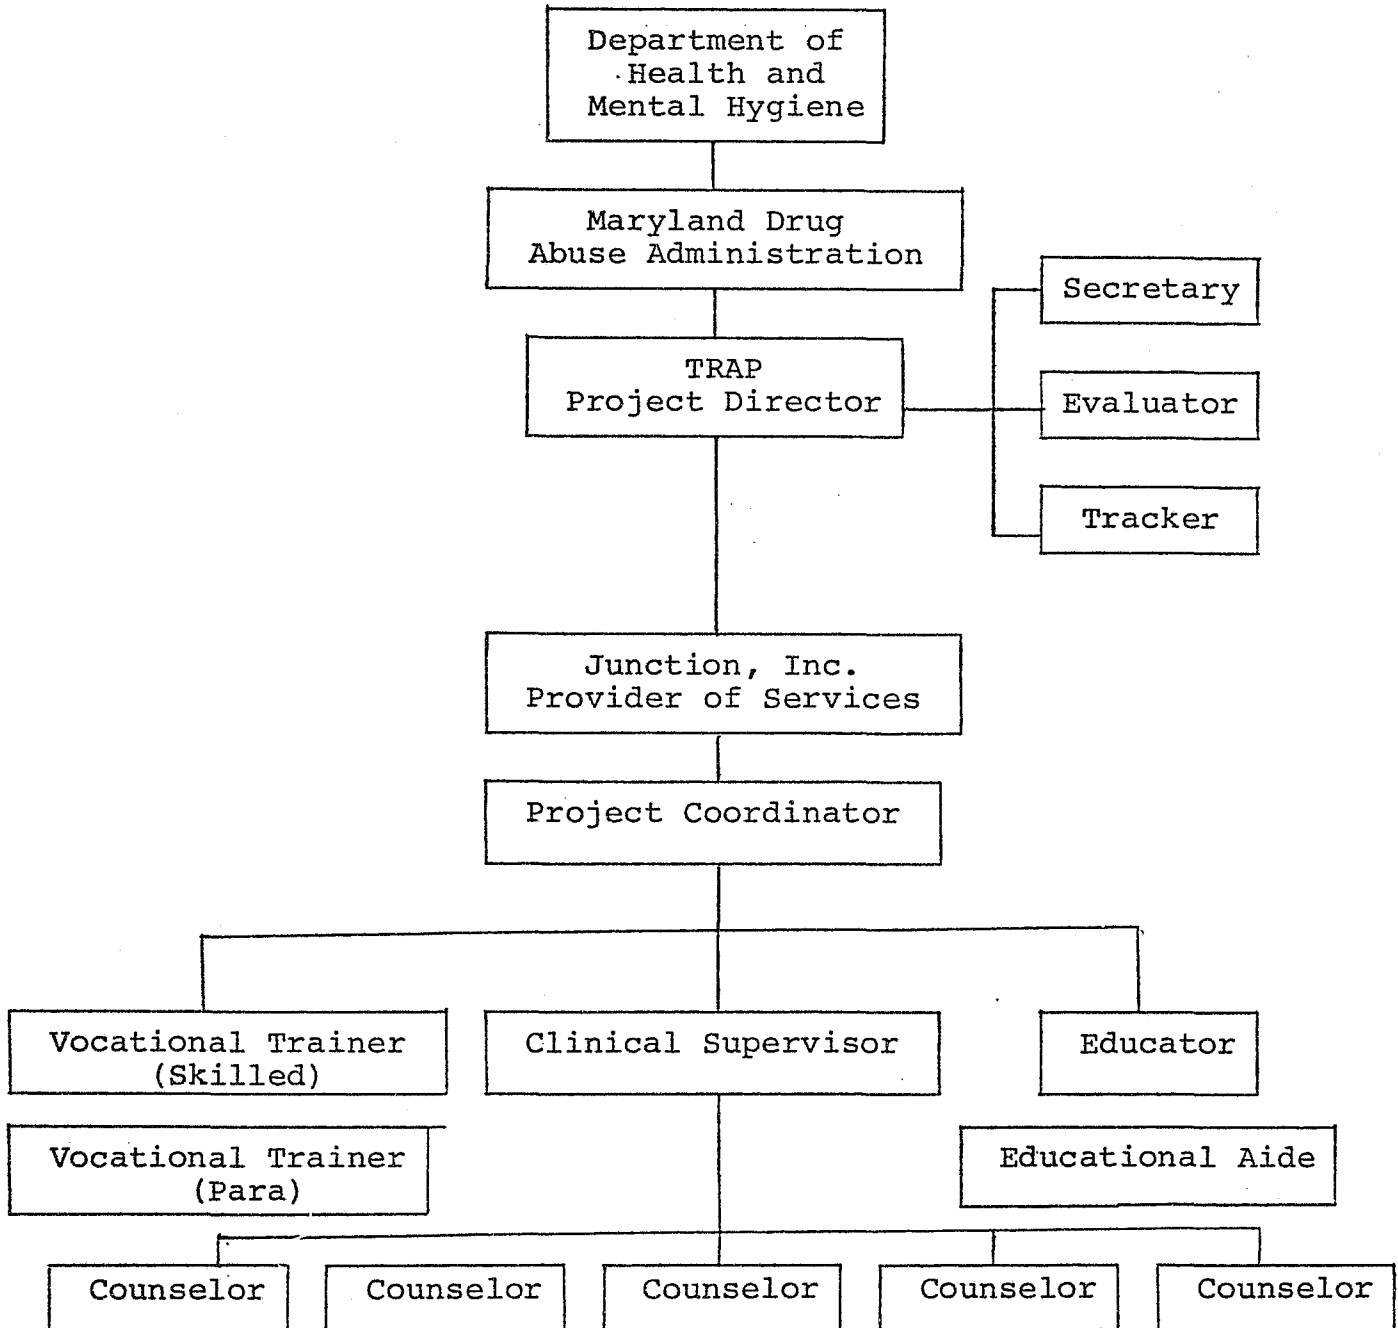 Department of
Health and
Mental Hygiene
Maryland Drug
Abuse Administration
Secretary
TRAP
Project Director
Evaluator
Tracker
Junction, Inc.
Provider of Services
Project Coordinator
Vocational Trainer
(Skilled)
Clinical Supervisor
Educator
Vocational Trainer
(Para)
Educational Aide
Counselor
Counselor
Counselor
Counselor
Counselor